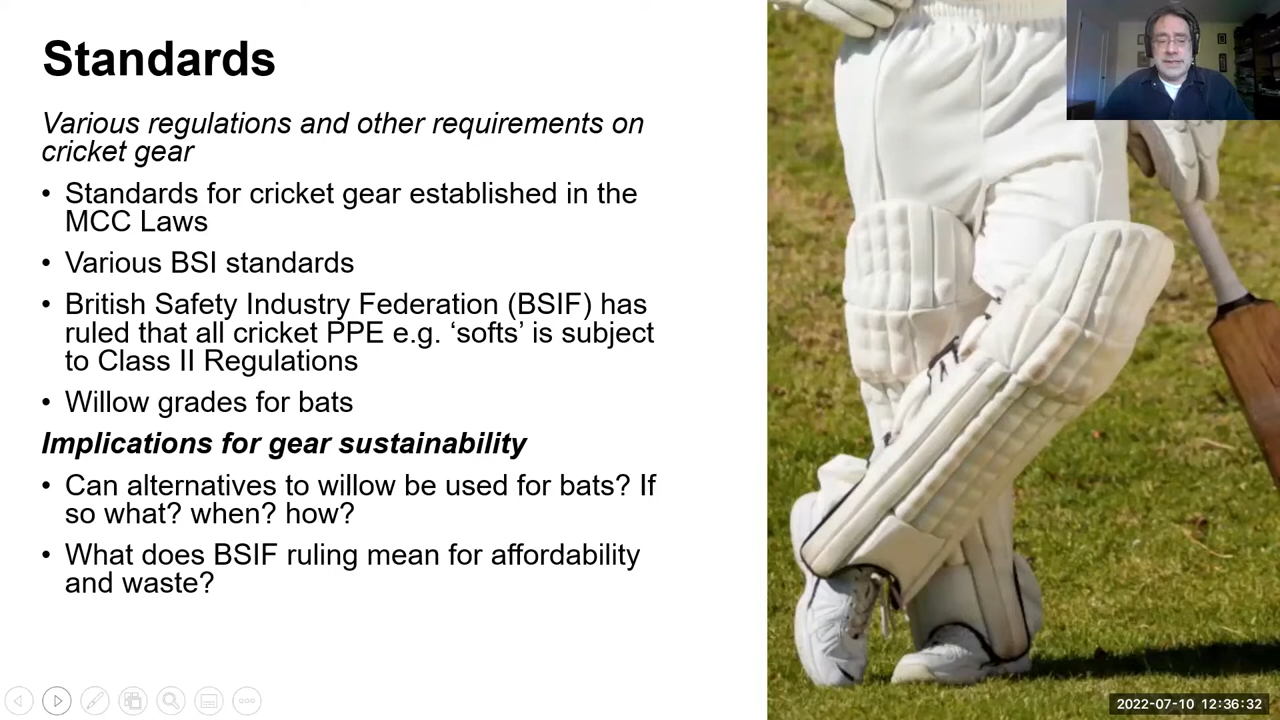 Standards
Various regulations and other requirements on
cricket gear
• Standards for cricket gear established in the
MCC Laws
• Various BSI standards
• British Safety Industry Federation (BSIF) has
ruled that all cricket PPE e.g. ‘softs’ is subject
to Class II Regulations
• Willow grades for bats
Implications for gear sustainability
• Can alternatives to willow be used for bats? If
so what? when? how?
• What does BSIF ruling mean for affordability
and waste?
2022-07-10 12:36:32